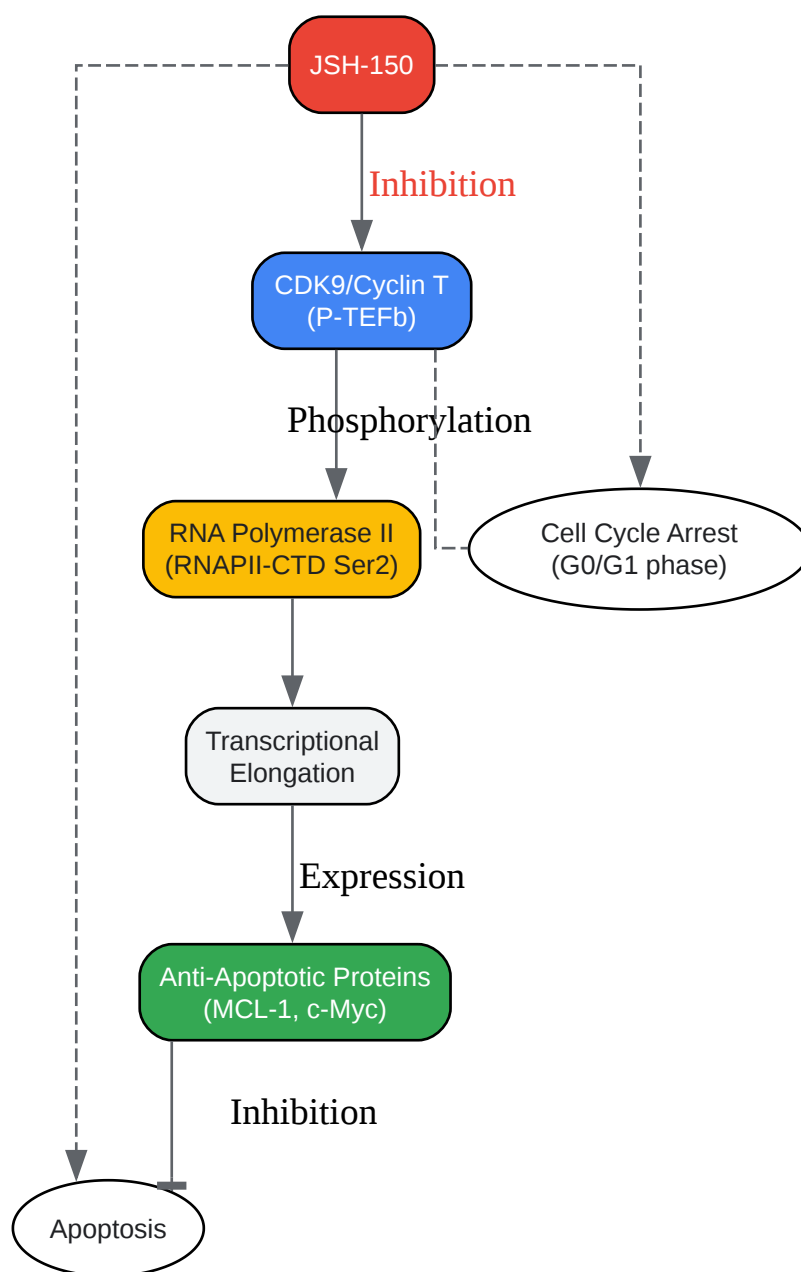 JSH-150
Inhibition
CDK9/Cyclin T
(P-TEFb)
Phosphorylation
RNA Polymerase II
(RNAPII-CTD Ser2)
Cell Cycle Arrest
(G0/G1 phase)
Transcriptional
Elongation
Expression
Anti-Apoptotic Proteins
(MCL-1, c-Myc)
Inhibition
Apoptosis